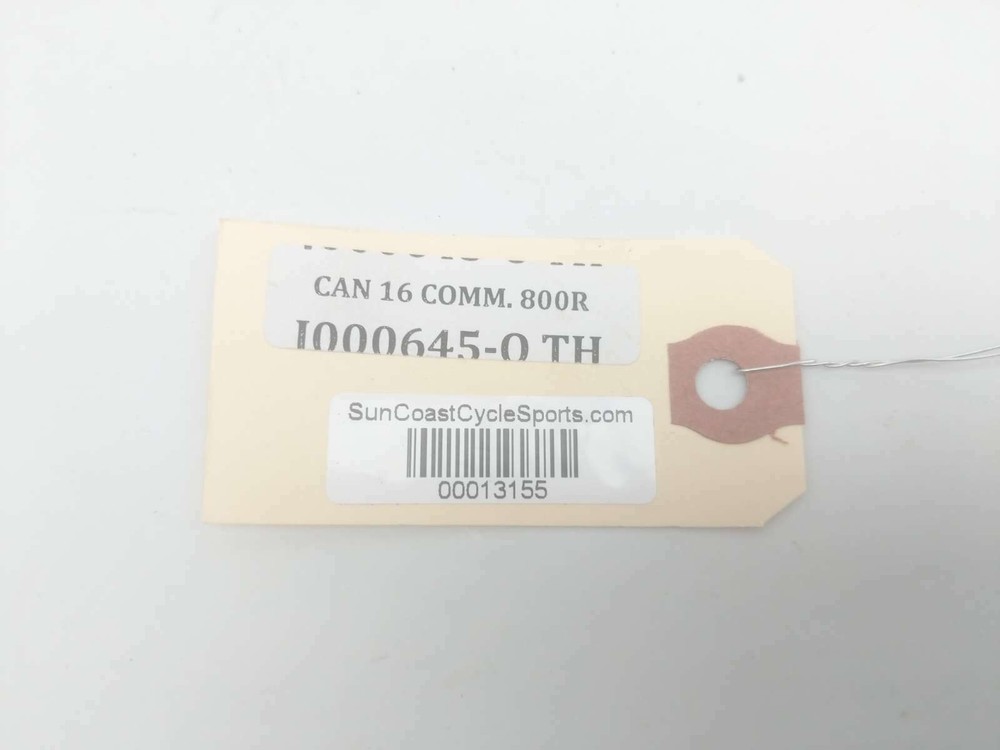 CAN 16 COMM. 800R
I000645-O TH
SunCoastCycleSports.com
00013155